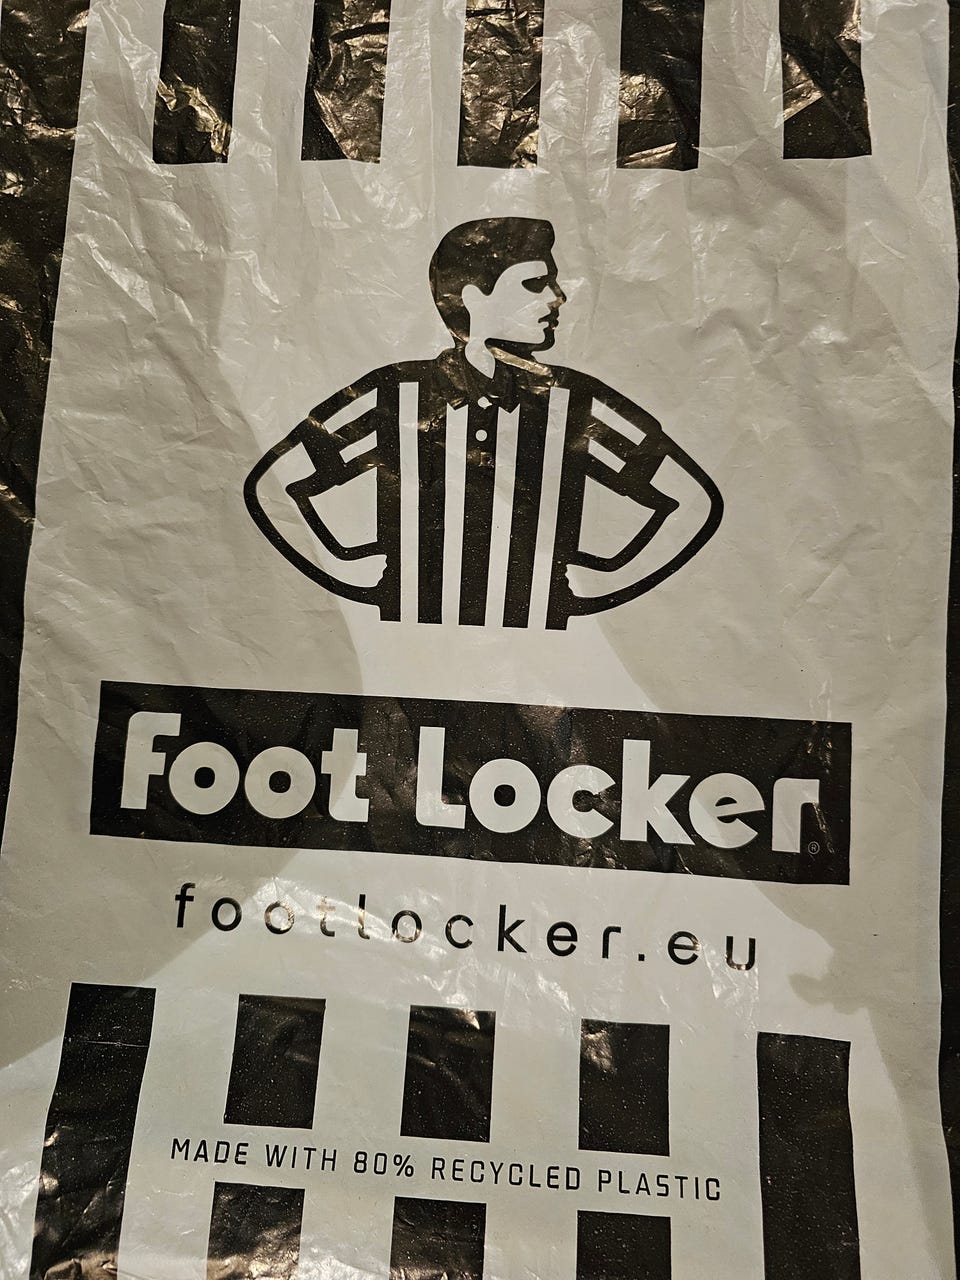 foot Locker®
footlocker.eu
MADE WITH 80% RECYCLED PLASTIC